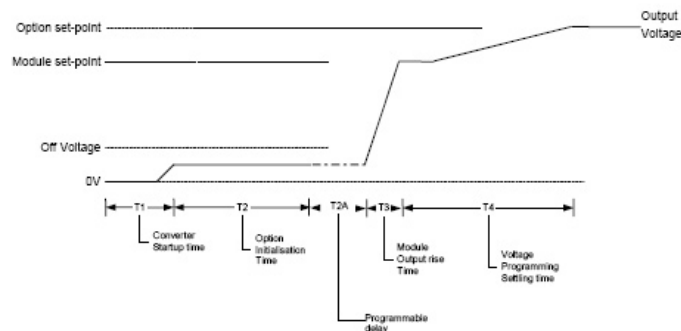 Option set-point
Output
Voltage
Module set-point
Off Voltage
0V
T1
T2
T2A
T3
T4
Converter
Startup time
Option
Initialisation
Time
Module
Output rise
Time
Voltage
Programming
Settling time
Programmable
delay